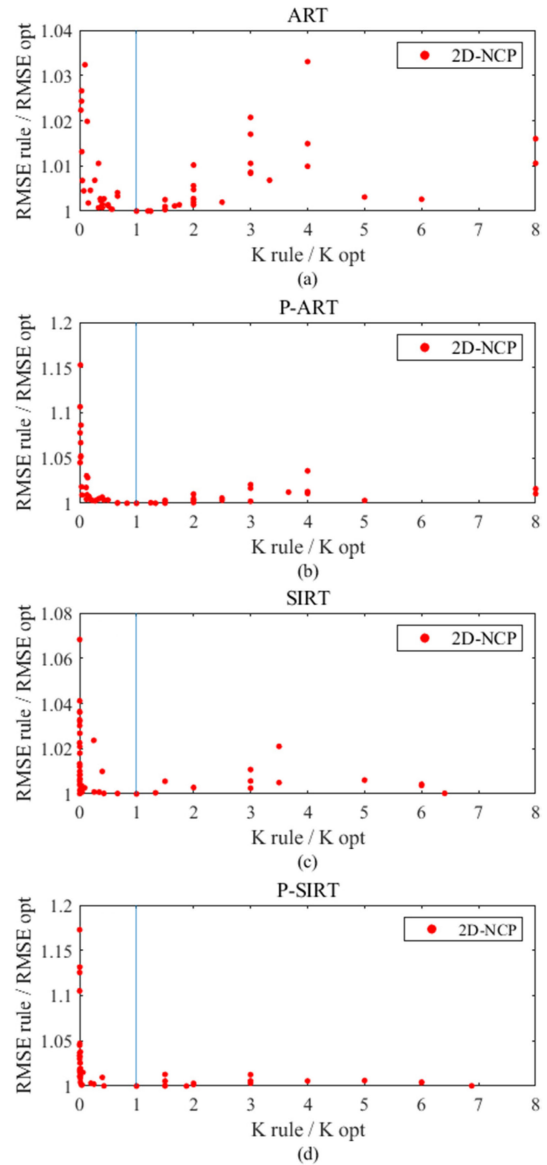 ART
1.04
1.03
1.02
1.01
1
RMSE rule / RMSE opt
2D-NCP
0 1 2 3 4 5 6 7 8
K rule / K opt
(a)
P-ART
1.2
1.15
1.1
1.05
1
RMSE rule / RMSE opt
2D-NCP
0 1 2 3 4 5 6 7 8
K rule / K opt
(b)
SIRT
1.08
1.06
1.04
1.02
1
RMSE rule / RMSE opt
2D-NCP
0 1 2 3 4 5 6 7 8
K rule / K opt
(c)
P-SIRT
1.2
1.15
1.1
1.05
1
RMSE rule / RMSE opt
2D-NCP
0 1 2 3 4 5 6 7 8
K rule / K opt
(d)